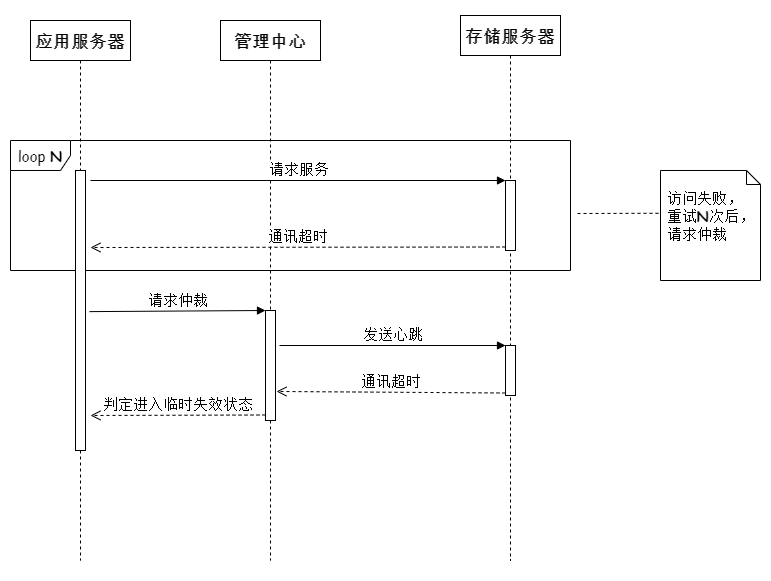 应用服务器
管理中心
存储服务器
loop N
请求服务
通讯超时
访问失败，
重试N次后，
请求仲裁
请求仲裁
发送心跳
通讯超时
判定进入临时失效状态